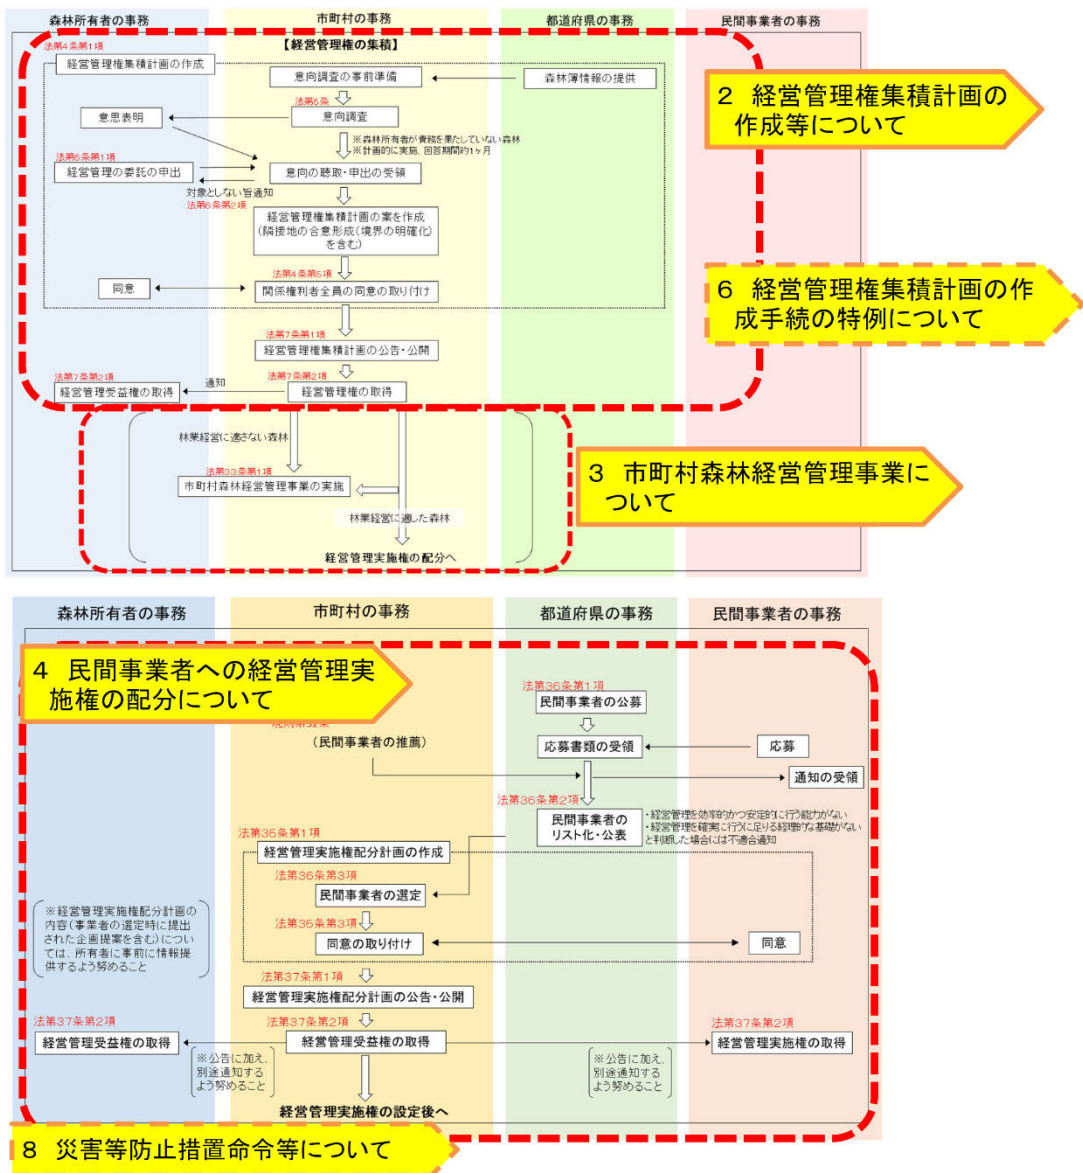 森林所有者の事務
市町村の事務
都道府県の事務
民間事業者の事務
【経営管理権の集積】
法第4条第1項
経営管理権集積計画の作成
意向調査の事前準備
森林簿情報の提供
法第5条
意思表明
意向調査
※森林所有者が責務を果たしていない森林
※計画的に実施、回答期間約1ヶ月
法第6条第1項
経営管理の委託の申出
意向の聴取・申出の受領
対象としない旨通知
法第6条第2項
経営管理権集積計画の案を作成
(隣接地の合意形成(境界の明確化)
を含む)
法第4条第5項
同意
関係権利者全員の同意の取り付け
法第7条第1項
経営管理権集積計画の公告・公開
法第7条第2項
経営管理受益権の取得
通知
法第7条第2項
経営管理権の取得
林業経営に適さない森林
法第33条第1項
市町村森林経営管理事業の実施
林業経営に適した森林
経営管理実施権の配分へ
2 経営管理権集積計画の
作成等について
6 経営管理権集積計画の作
成手続の特例について
3 市町村森林経営管理事業に
ついて
森林所有者の事務
市町村の事務
都道府県の事務
民間事業者の事務
4 民間事業者への経営管理実
施権の配分について
法第36条第1項
民間事業者の公募
(民間事業者の推薦)
応募書類の受領
応募
通知の受領
法第36条第2項
民間事業者の
リスト化・公表
・経営管理を効率的かつ安定的に行う能力がない
・経営管理を確実に行うに足りる経理的な基礎がない
と判断した場合には不適合通知
法第35条第1項
経営管理実施権配分計画の作成
法第36条第3項
民間事業者の選定
法第35条第3項
同意の取り付け
同意
※経営管理実施権配分計画の
内容(事業者の選定時に提出
された企画提案を含む)につい
ては、所有者に事前に情報提
供するよう努めること
法第37条第1項
経営管理実施権配分計画の公告・公開
法第37条第2項
経営管理受益権の取得
法第37条第2項
経営管理受益権の取得
法第37条第2項
経営管理実施権の取得
※公告に加え、
別途通知する
よう努めること
※公告に加え、
別途通知する
よう努めること
経営管理実施権の設定後へ
8 災害等防止措置命令等について